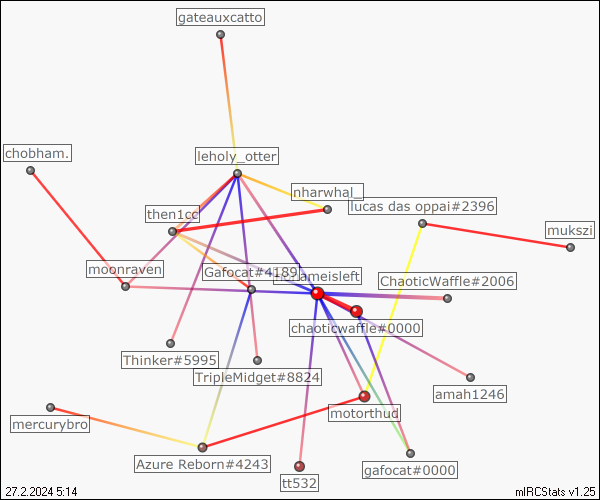 gateauxcatto
chobham.
leholy_otter
nharwhal_
lucas das oppai#2396
then1cc
mukszi
moonraven
Gafocat#4189
ameisleft
ChaoticWaffle#2006
chaoticwaffle#0000
Thinker#5995
TripleMidget#8824
amah1246
mercurybro
motorthud
Azure Reborn#4243
gafocat#0000
tt532
27.2.2024 5:14
mIRCStats v1.25